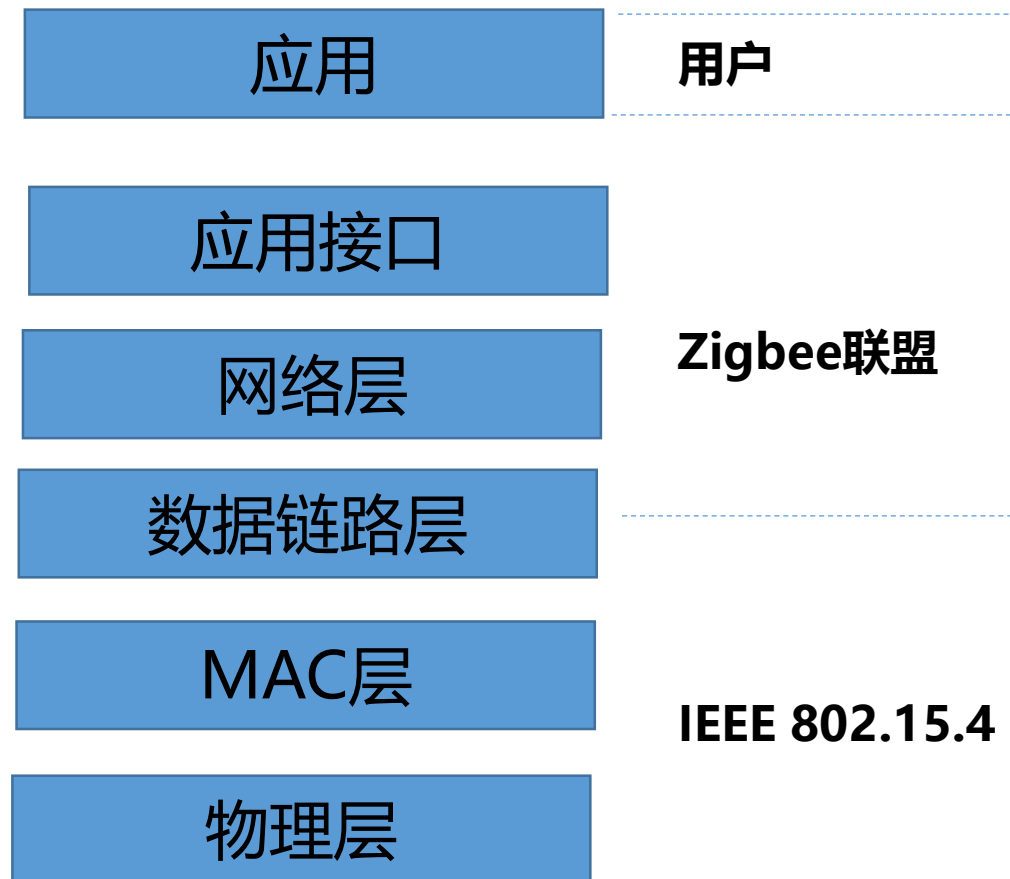 应用
用户
应用接口
Zigbee联盟
网络层
数据链路层
MAC层
IEEE 802.15.4
物理层